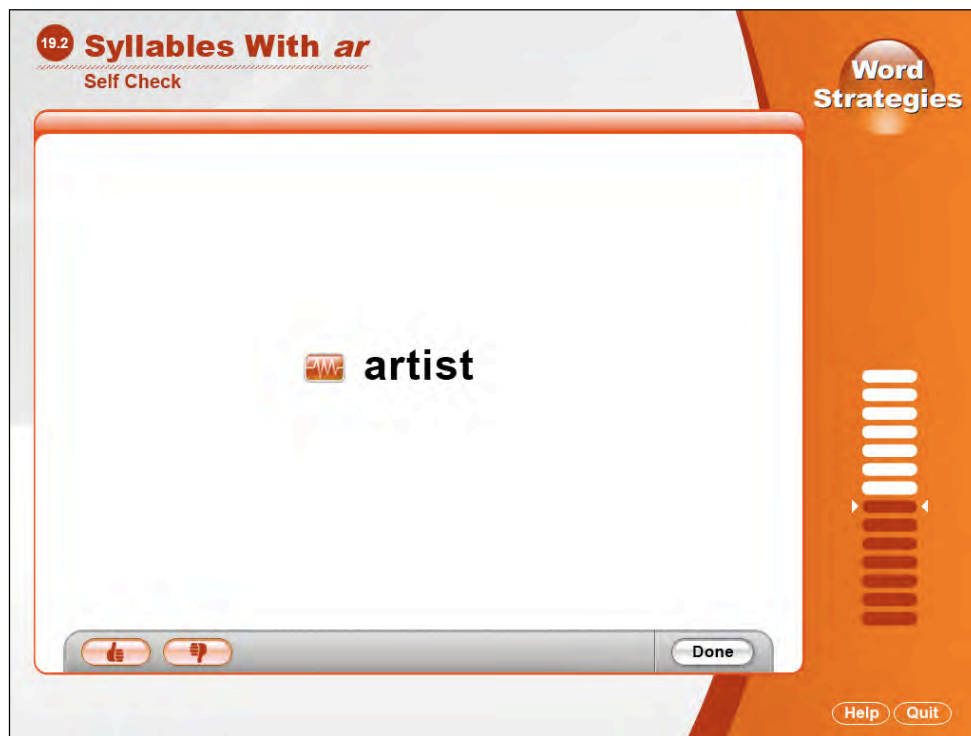 19.2 Syllables With ar
Self Check
Word
Strategies
artist
Done
Help Quit